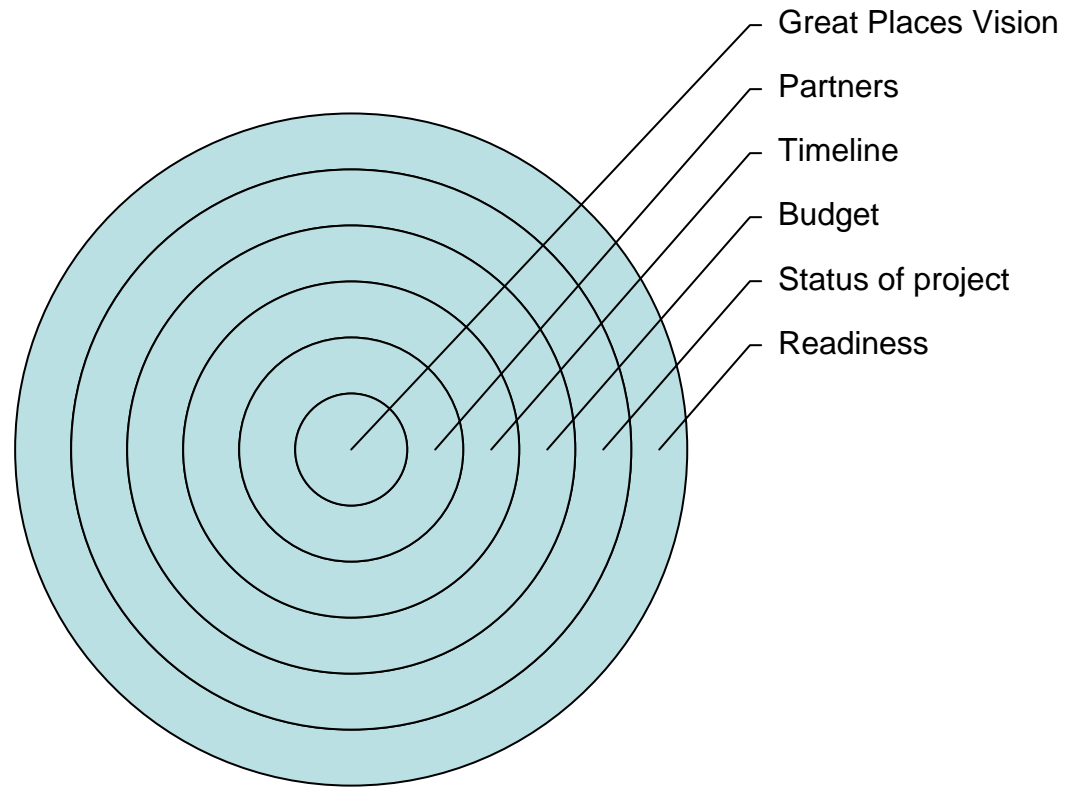 Great Places Vision
Partners
Timeline
Budget
Status of project
Readiness